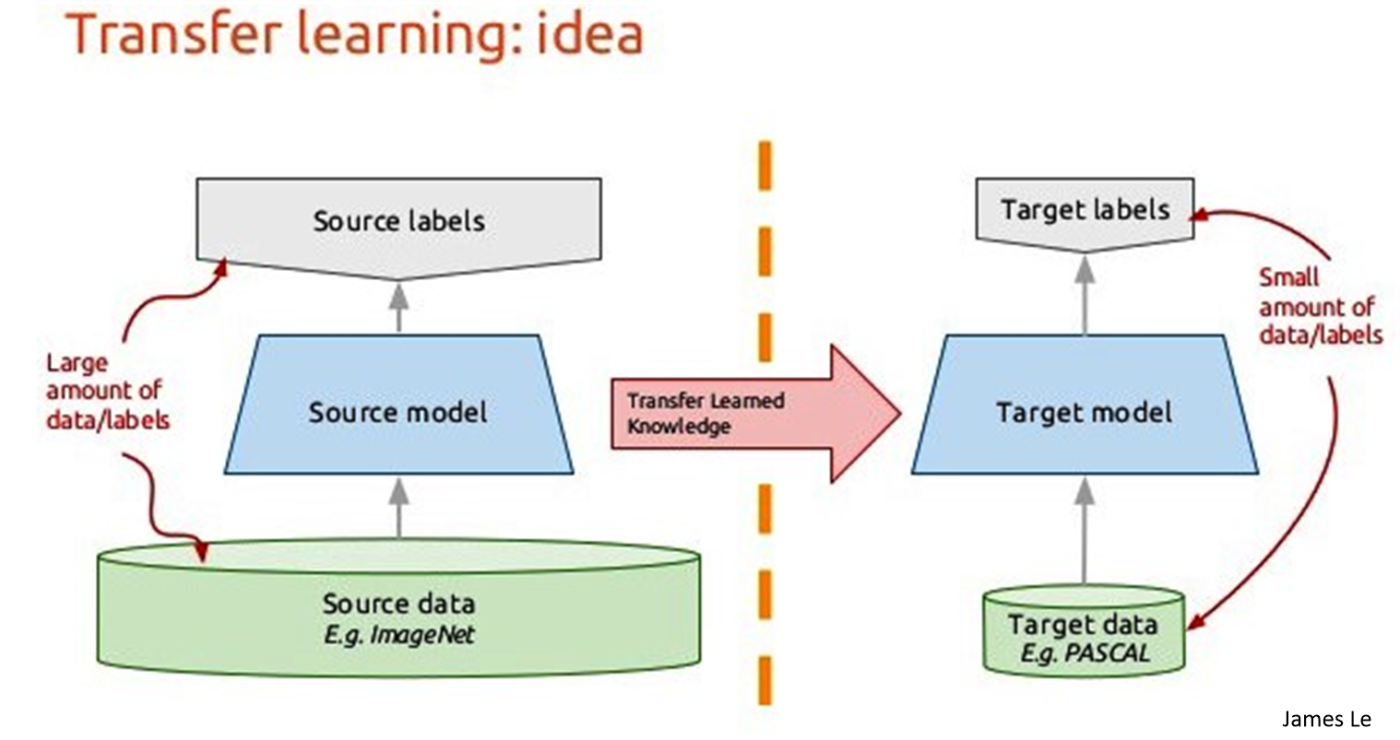 Transfer learning: idea
Source labels
Large
amount of
data/labels
Source model
Source data
E.g. ImageNet
Transfer Learned
Knowledge
Target labels
Small
amount of
data/labels
Target model
Target data
E.g. PASCAL
James Le